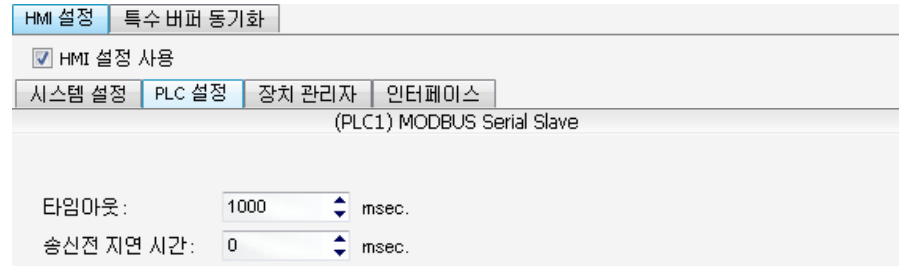 HMI 설정 특수 버퍼 동기화
HMI 설정 사용
시스템 설정 PLC 설정 장치 관리자 인터페이스
(PLC1) MODBUS Serial Slave
타임아웃 : 1000 msec.
송신전 지연 시간 : 0 msec.